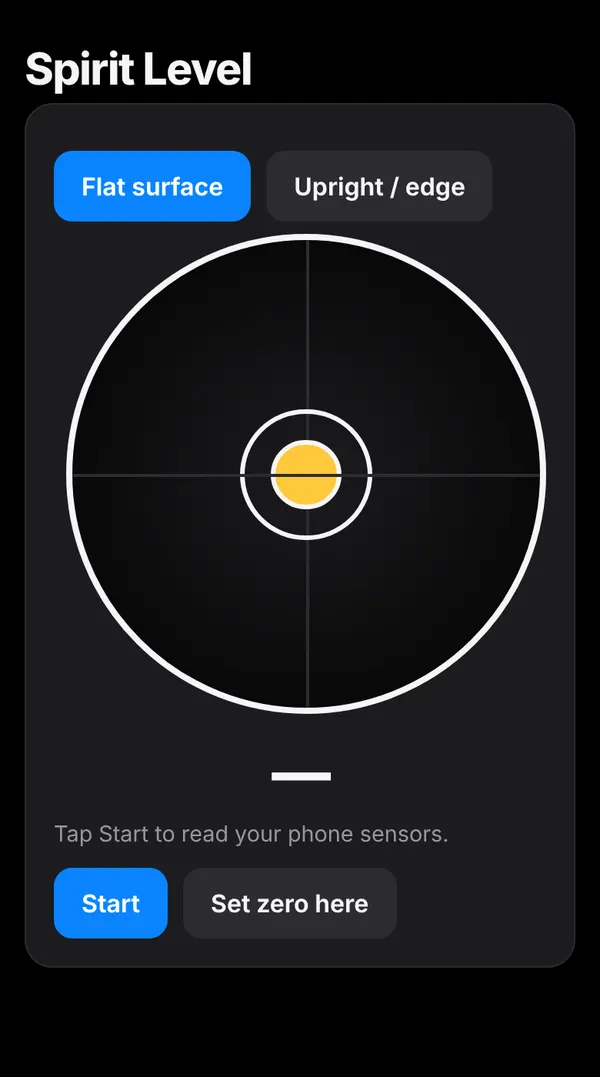 Spirit Level
Flat surface
Upright / edge
—
Tap Start to read your phone sensors.
Start
Set zero here